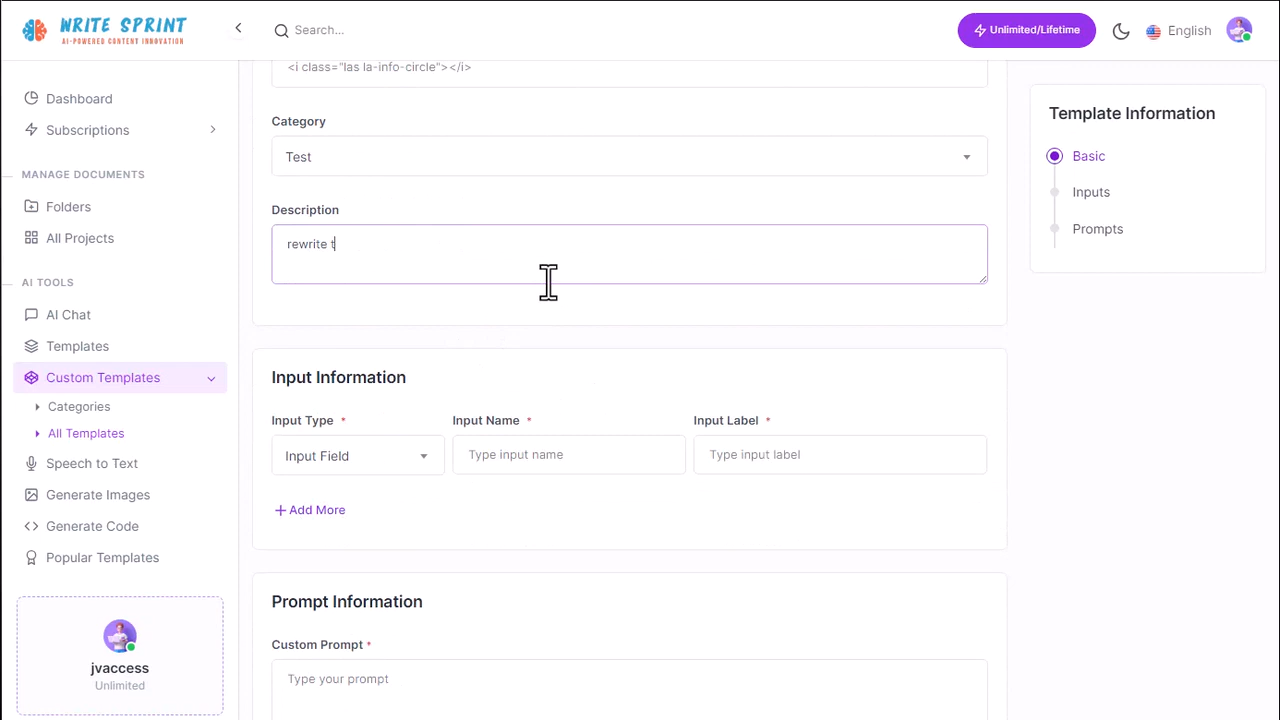 WRITE SPRINT
AI-POWERED CONTENT INNOVATION
Search...
Unlimited/Lifetime
English
Dashboard
Subscriptions
MANAGE DOCUMENTS
Folders
All Projects
AI TOOLS
AI Chat
Templates
Custom Templates
Categories
All Templates
Speech to Text
Generate Images
Generate Code
Popular Templates
jvaccess
Unlimited
<i class="las la-info-circle"></i>
Category
Test
Description
rewrite t
Input Information
Input Type * Input Name * Input Label *
Input Field Type input name Type input label
+ Add More
Prompt Information
Custom Prompt *
Type your prompt
Template Information
Basic
Inputs
Prompts